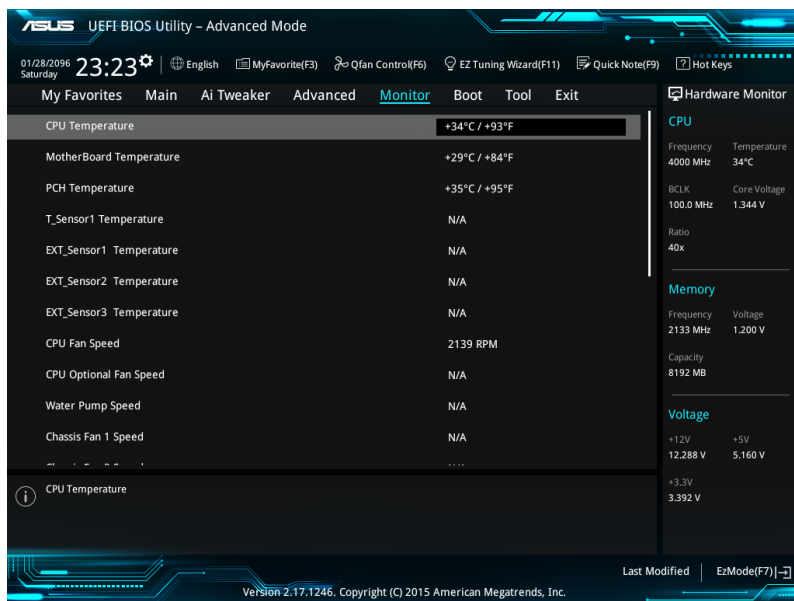 ASUS UEFI BIOS Utility – Advanced Mode
01/28/2096
Saturday
23:23
English
MyFavorite(F3)
Qfan Control(F6)
EZ Tuning Wizard(F11)
Quick Note(F9)
? Hot Keys
My Favorites Main Ai Tweaker Advanced Monitor Boot Tool Exit
CPU Temperature +34°C / +93°F
MotherBoard Temperature +29°C / +84°F
PCH Temperature +35°C / +95°F
T_Sensor1 Temperature N/A
EXT_Sensor1 Temperature N/A
EXT_Sensor2 Temperature N/A
EXT_Sensor3 Temperature N/A
CPU Fan Speed 2139 RPM
CPU Optional Fan Speed N/A
Water Pump Speed N/A
Chassis Fan 1 Speed N/A
CPU Temperature
Hardware Monitor
CPU
Frequency Temperature
4000 MHz 34°C
BCLK Core Voltage
100.0 MHz 1.344 V
Ratio
40x
Memory
Frequency Voltage
2133 MHz 1.200 V
Capacity
8192 MB
Voltage
+12V +5V
12.288 V 5.160 V
+3.3V
3.392 V
Last Modified
EzMode(F7)
Version 2.17.1246. Copyright (C) 2015 American Megatrends, Inc.